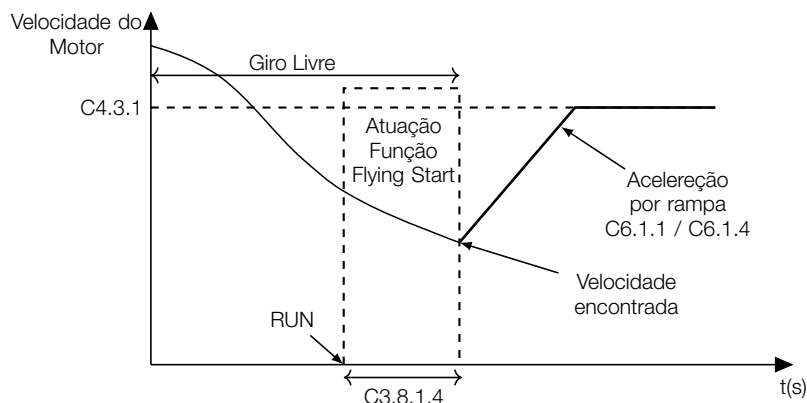 Velocidade do
Motor
Giro Livre
C4.3.1
Atuação
Função
Flying Start
Acelereção
por rampa
C6.1.1 / C6.1.4
Velocidade
encontrada
RUN
C3.8.1.4
t(s)